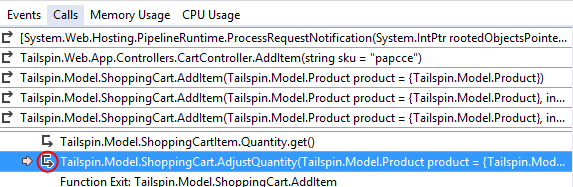 Events Calls Memory Usage CPU Usage
[System.Web.Hosting.PipelineRuntime.ProcessRequestNotification(System.IntPtr rootedObjectsPointe...
Tailspin.Web.App.Controllers.CartController.AddItem(string sku = "papcce")
Tailspin.Model.ShoppingCart.AddItem(Tailspin.Model.Product product = {Tailspin.Model.Product})
Tailspin.Model.ShoppingCart.AddItem(Tailspin.Model.Product product = {Tailspin.Model.Product}, in...
Tailspin.Model.ShoppingCart.AddItem(Tailspin.Model.Product product = {Tailspin.Model.Product}, in...
Tailspin.Model.ShoppingCartItem.Quantity.get()
Tailspin.Model.ShoppingCart.AdjustQuantity(Tailspin.Model.Product product = {Tailspin.Mod...
Function Exit: Tailspin.Model.ShoppingCart.AddItem